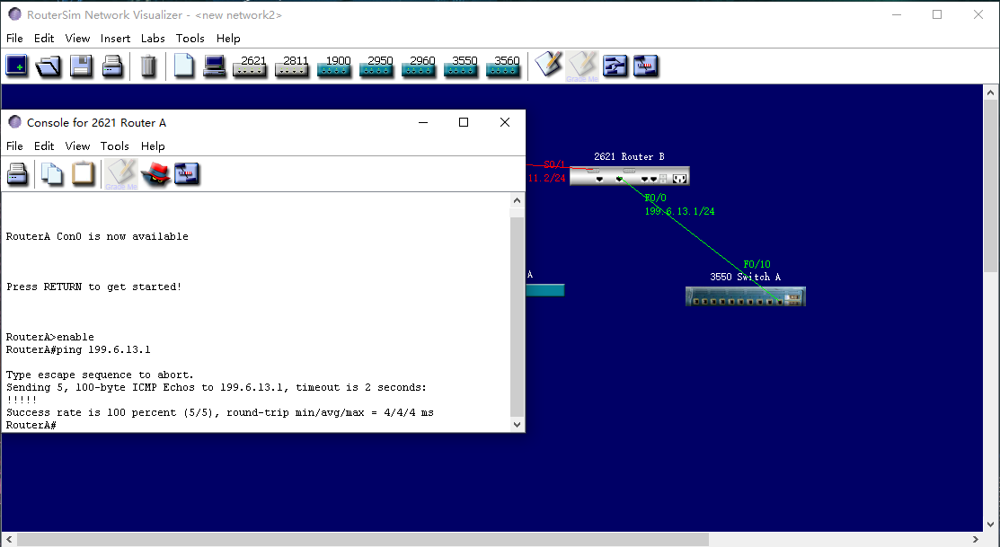 RouterSim Network Visualizer - <new network2>
File Edit View Insert Labs Tools Help
2621 2811 1900 2950 2960 3550 3560
Grade Me
Console for 2621 Router A
File Edit View Tools Help
Grade Me
RouterA Con0 is now available
Press RETURN to get started!
RouterA>enable
RouterA#ping 199.6.13.1
Type escape sequence to abort.
Sending 5, 100-byte ICMP Echos to 199.6.13.1, timeout is 2 seconds:
!!!!!
Success rate is 100 percent (5/5), round-trip min/avg/max = 4/4/4 ms
RouterA#
2621 Router B
S0/1
11.2/24
F0/0
199.6.13.1/24
A
F0/10
3550 Switch A